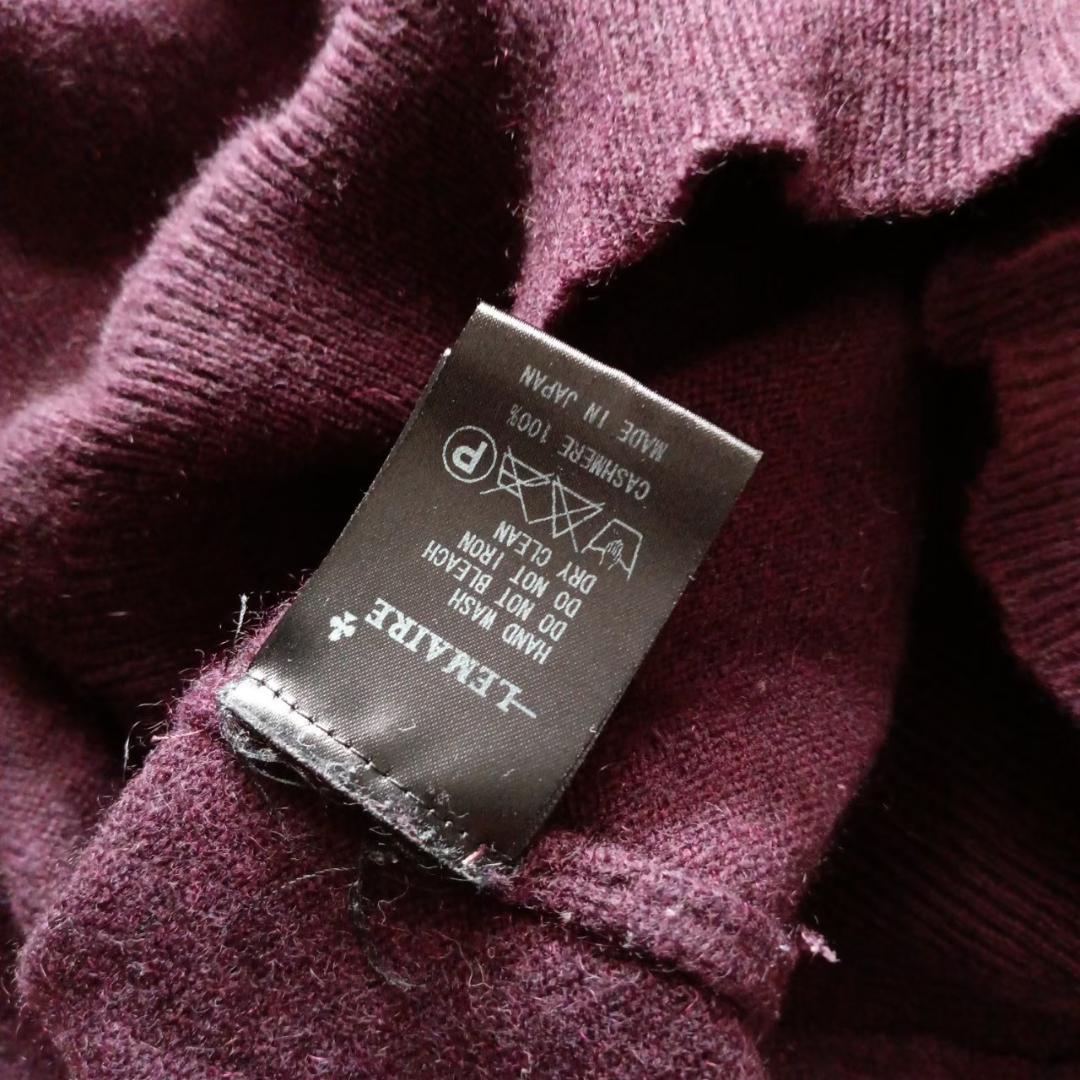 LEMAIRE
HAND WASH
DO NOT BLEACH
DO NOT IRON
DRY CLEAN
P
CASHMERE 100%
MADE IN JAPAN